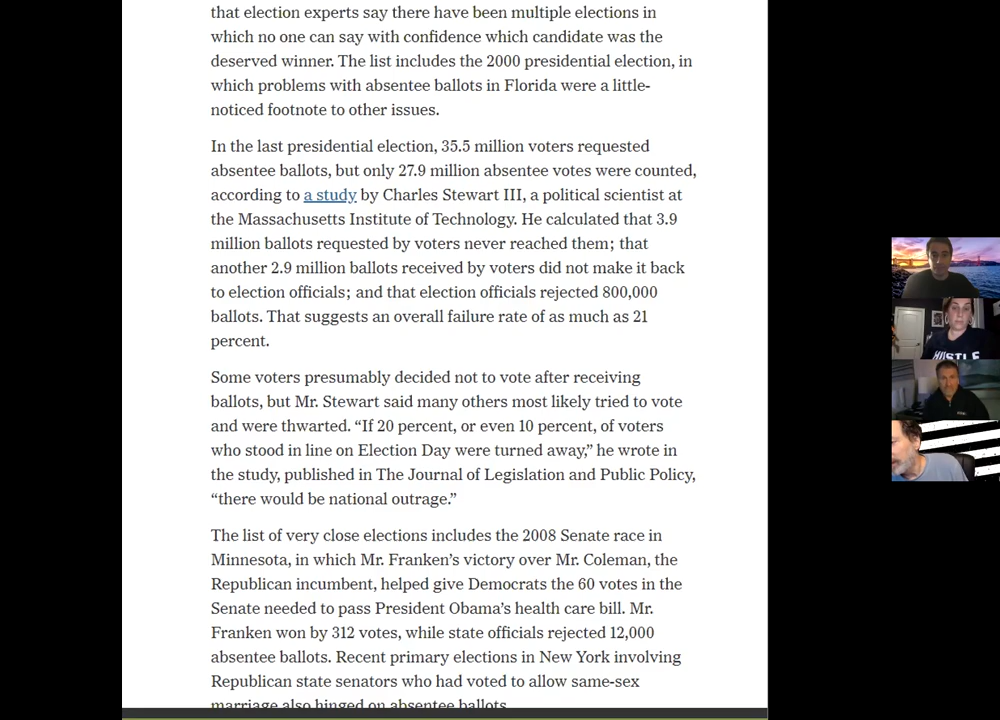 that election experts say there have been multiple elections in
which no one can say with confidence which candidate was the
deserved winner. The list includes the 2000 presidential election, in
which problems with absentee ballots in Florida were a little-
noticed footnote to other issues.
In the last presidential election, 35.5 million voters requested
absentee ballots, but only 27.9 million absentee votes were counted,
according to a study by Charles Stewart III, a political scientist at
the Massachusetts Institute of Technology. He calculated that 3.9
million ballots requested by voters never reached them; that
another 2.9 million ballots received by voters did not make it back
to election officials; and that election officials rejected 800,000
ballots. That suggests an overall failure rate of as much as 21
percent.
Some voters presumably decided not to vote after receiving
ballots, but Mr. Stewart said many others most likely tried to vote
and were thwarted. “If 20 percent, or even 10 percent, of voters
who stood in line on Election Day were turned away,” he wrote in
the study, published in The Journal of Legislation and Public Policy,
“there would be national outrage.”
The list of very close elections includes the 2008 Senate race in
Minnesota, in which Mr. Franken’s victory over Mr. Coleman, the
Republican incumbent, helped give Democrats the 60 votes in the
Senate needed to pass President Obama’s health care bill. Mr.
Franken won by 312 votes, while state officials rejected 12,000
absentee ballots. Recent primary elections in New York involving
Republican state senators who had voted to allow same-sex
marriage also hinged on absentee ballots.
HUSTLE